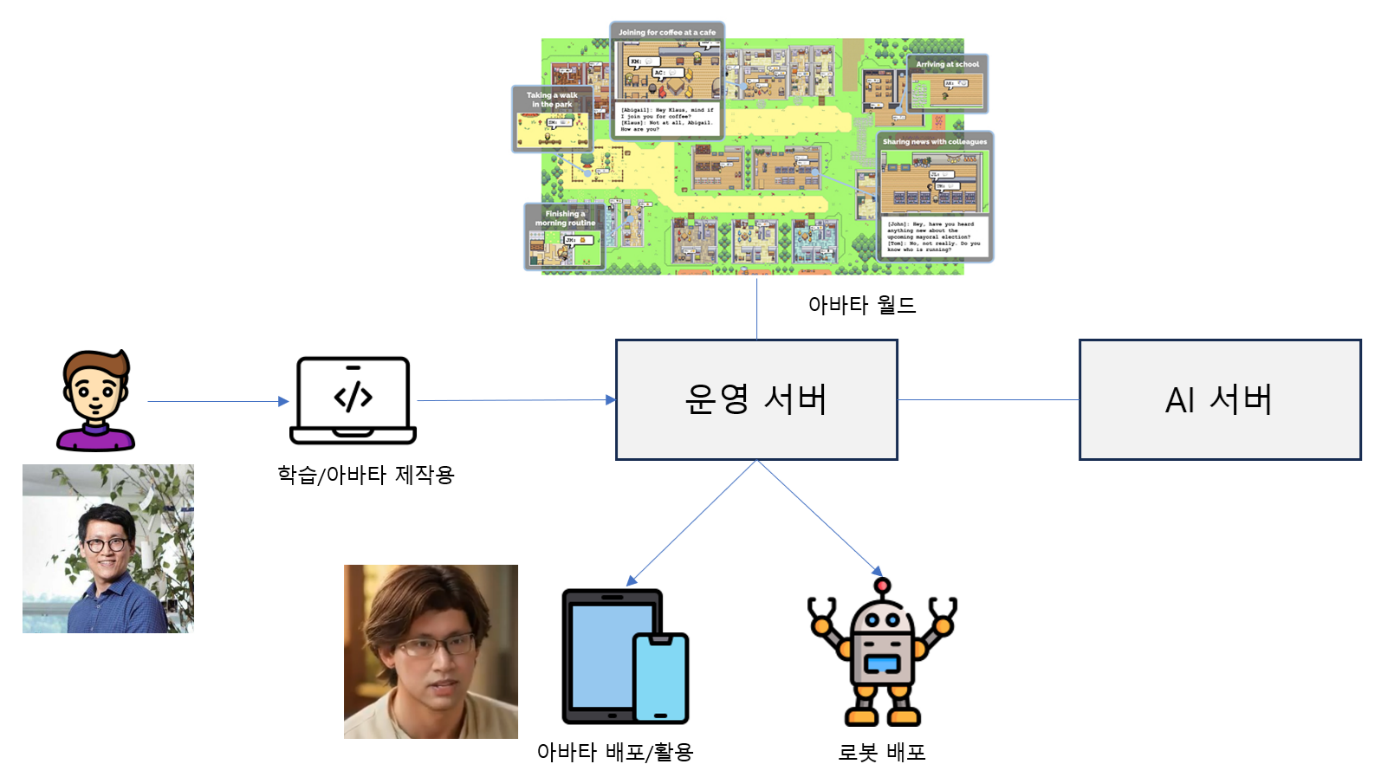 Joining for coffee at a cafe
KM:
AC:
[Abigail]: Hey Klaus, mind if
I join you for coffee?
[Klaus]: Not at all, Abigail.
How are you?
Taking a walk
in the park
Arriving at school
Sharing news with colleagues
[John]: Hey, have you heard
anything new about the
upcoming mayoral election?
[Tom]: No, not really. Do you
know who is running?
Finishing a
morning routine
JM:
아바타 월드
</>
운영 서버
AI 서버
학습/아바타 제작용
아바타 배포/활용
로봇 배포